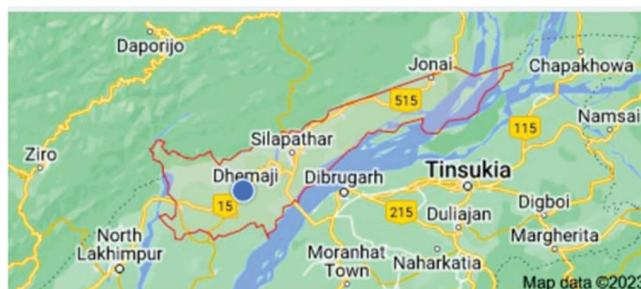 Daporijo
Jonai
Chapakhowa
515
Silapathar
115
Namsai
Ziro
Dhemaji
Dibrugarh
Tinsukia
15
215
Digboi
Duliajan
North
Lakhimpur
Moranhat
Town
Naharkatia
Margherita
Map data ©2023